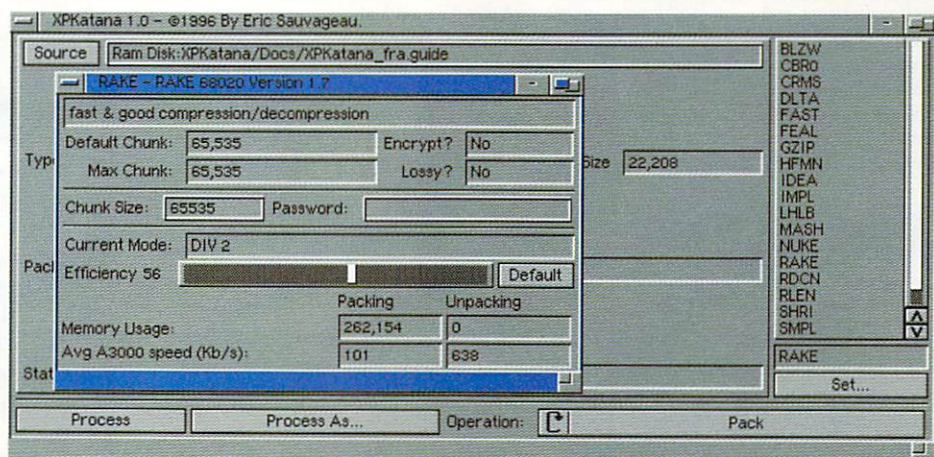 XPKatana 1.0 - ©1996 By Eric Sauvageau.
Source Ram Disk:XPKatana/Docs/XPKatana_fra.guide
RAKE - RAKE 68020 Version 1.7
fast & good compression/decompression
Default Chunk: 65,535 Encrypt? No
Max Chunk: 65,535 Lossy? No
Type Size 22,208
Chunk Size: 65535 Password:
Current Mode: DIV 2
Pack
Efficiency 56 Default
Packing Unpacking
Memory Usage: 262,154 0
Avg A3000 speed (Kb/s): 101 638
Stat
BLZW
CBR0
CRMS
DLTA
FAST
FEAL
GZIP
HFMN
IDEA
IMPL
LHLB
MASH
NUKE
RAKE
RDCN
RLEN
SHRI
SMPL
RAKE
Set...
Process Process As... Operation: Pack